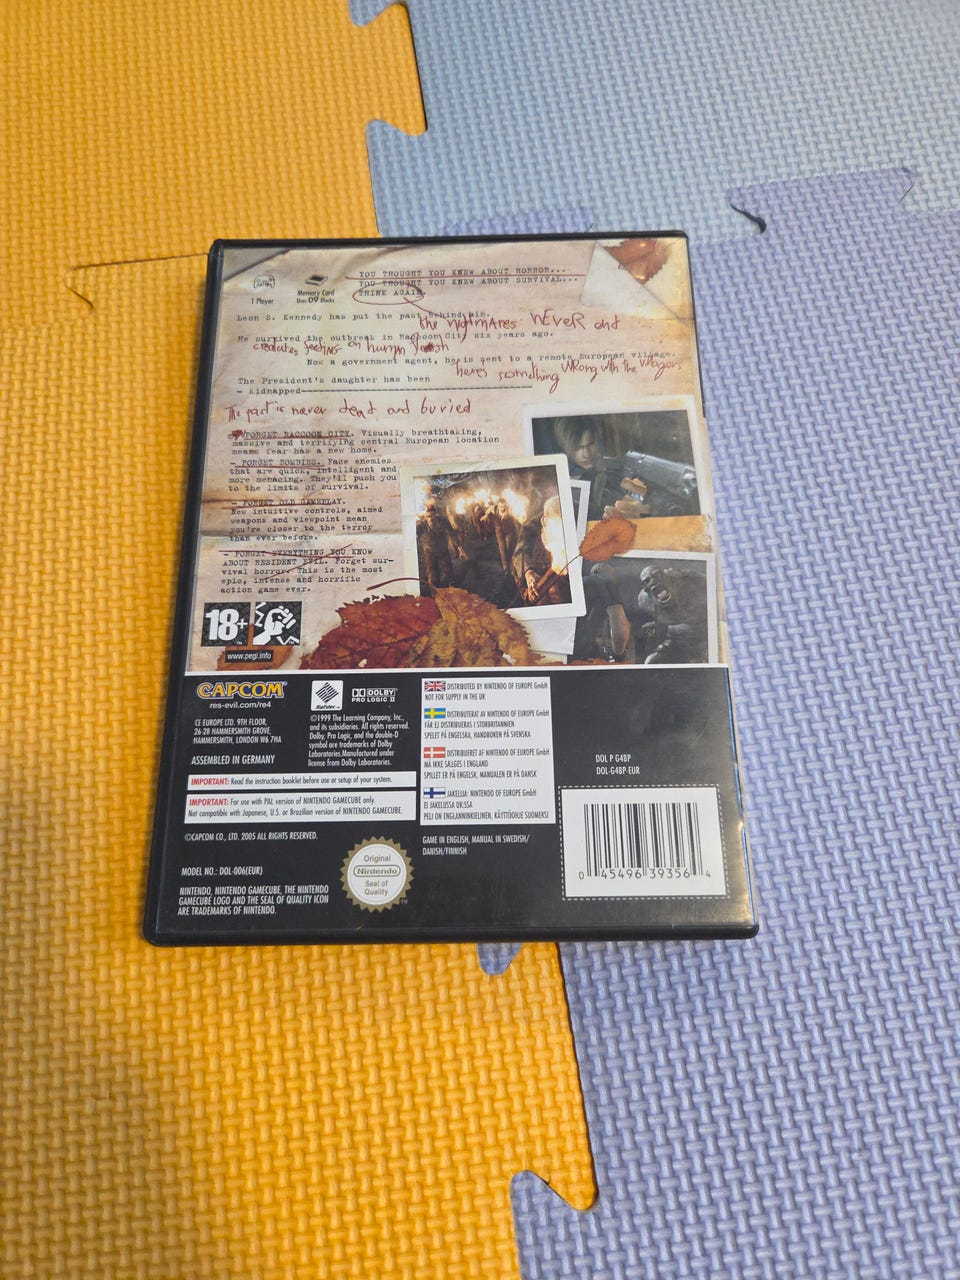 YOU THOUGHT YOU KNEW ABOUT HORROR...
YOU THOUGHT YOU KNEW ABOUT SURVIVAL...
THINK AGAIN.
1 Player
Memory Card
Uses 09 Blocks
Leon S. Kennedy has put the past behind him.
the nightmares NEVER end
He survived the outbreak in Raccoon City six years ago.
creatures feeding on human flesh
Now a government agent, he is sent to a remote European village.
heres something wRong with the villagers
The President's daughter has been
- kidnapped-
The past is never dead and buried
- FORGET RACCOON CITY. Visually breathtaking,
massive and terrifying central European location
means fear has a new home.
- FORGET ZOMBIES. Face enemies
that are quick, intelligent and
more menacing. They'll push you
to the limits of survival.
- FORGET OLD GAMEPLAY.
New intuitive controls, aimed
weapons and viewpoint mean
you're closer to the terror
than ever before.
- FORGET EVERYTHING YOU KNOW
ABOUT RESIDENT EVIL. Forget sur-
vival horror. This is the most
epic, intense and horrific
action game ever.
18+
www.pegi.info
CAPCOM
res-evil.com/re4
CE EUROPE LTD. 9TH FLOOR,
26-28 HAMMERSMITH GROVE,
HAMMERSMITH, LONDON W6 7HA
ASSEMBLED IN GERMANY
DOLBY
PRO LOGIC II
©1999 The Learning Company, Inc.,
and its subsidiaries. All rights reserved.
Dolby, Pro Logic, and the double-D
symbol are trademarks of Dolby
Laboratories.Manufactured under
license from Dolby Laboratories.
IMPORTANT: Read the instruction booklet before use or setup of your system.
IMPORTANT: For use with PAL version of NINTENDO GAMECUBE only.
Not compatible with Japanese, U.S. or Brazilian version of NINTENDO GAMECUBE.
©CAPCOM CO., LTD. 2005 ALL RIGHTS RESERVED.
MODEL NO.: DOL-006(EUR)
NINTENDO, NINTENDO GAMECUBE, THE NINTENDO
GAMECUBE LOGO AND THE SEAL OF QUALITY ICON
ARE TRADEMARKS OF NINTENDO.
Original
Nintendo
Seal of
Quality
DISTRIBUTED BY NINTENDO OF EUROPE GmbH
NOT FOR SUPPLY IN THE UK
DISTRIBUTERAT AV NINTENDO OF EUROPE GmbH
FÅR EJ DISTRIBUERAS I STORBRITANNIEN
SPELET PÅ ENGELSKA, HANDBOKEN PÅ SVENSKA
DISTRIBUERET AF NINTENDO OF EUROPE GmbH
MÅ IKKE SÆLGES I ENGLAND
SPILLET ER PÅ ENGELSK, MANUALEN ER PÅ DANSK
JAKELIJA: NINTENDO OF EUROPE GmbH
EI JAKELUSSA UK:SSA
PELI ON ENGLANNINKIELINEN, KÄYTTÖOHJE SUOMEKSI
GAME IN ENGLISH, MANUAL IN SWEDISH/
DANISH/FINNISH
DOL P G4BP
DOL-G4BP-EUR
0 45496 39356 4